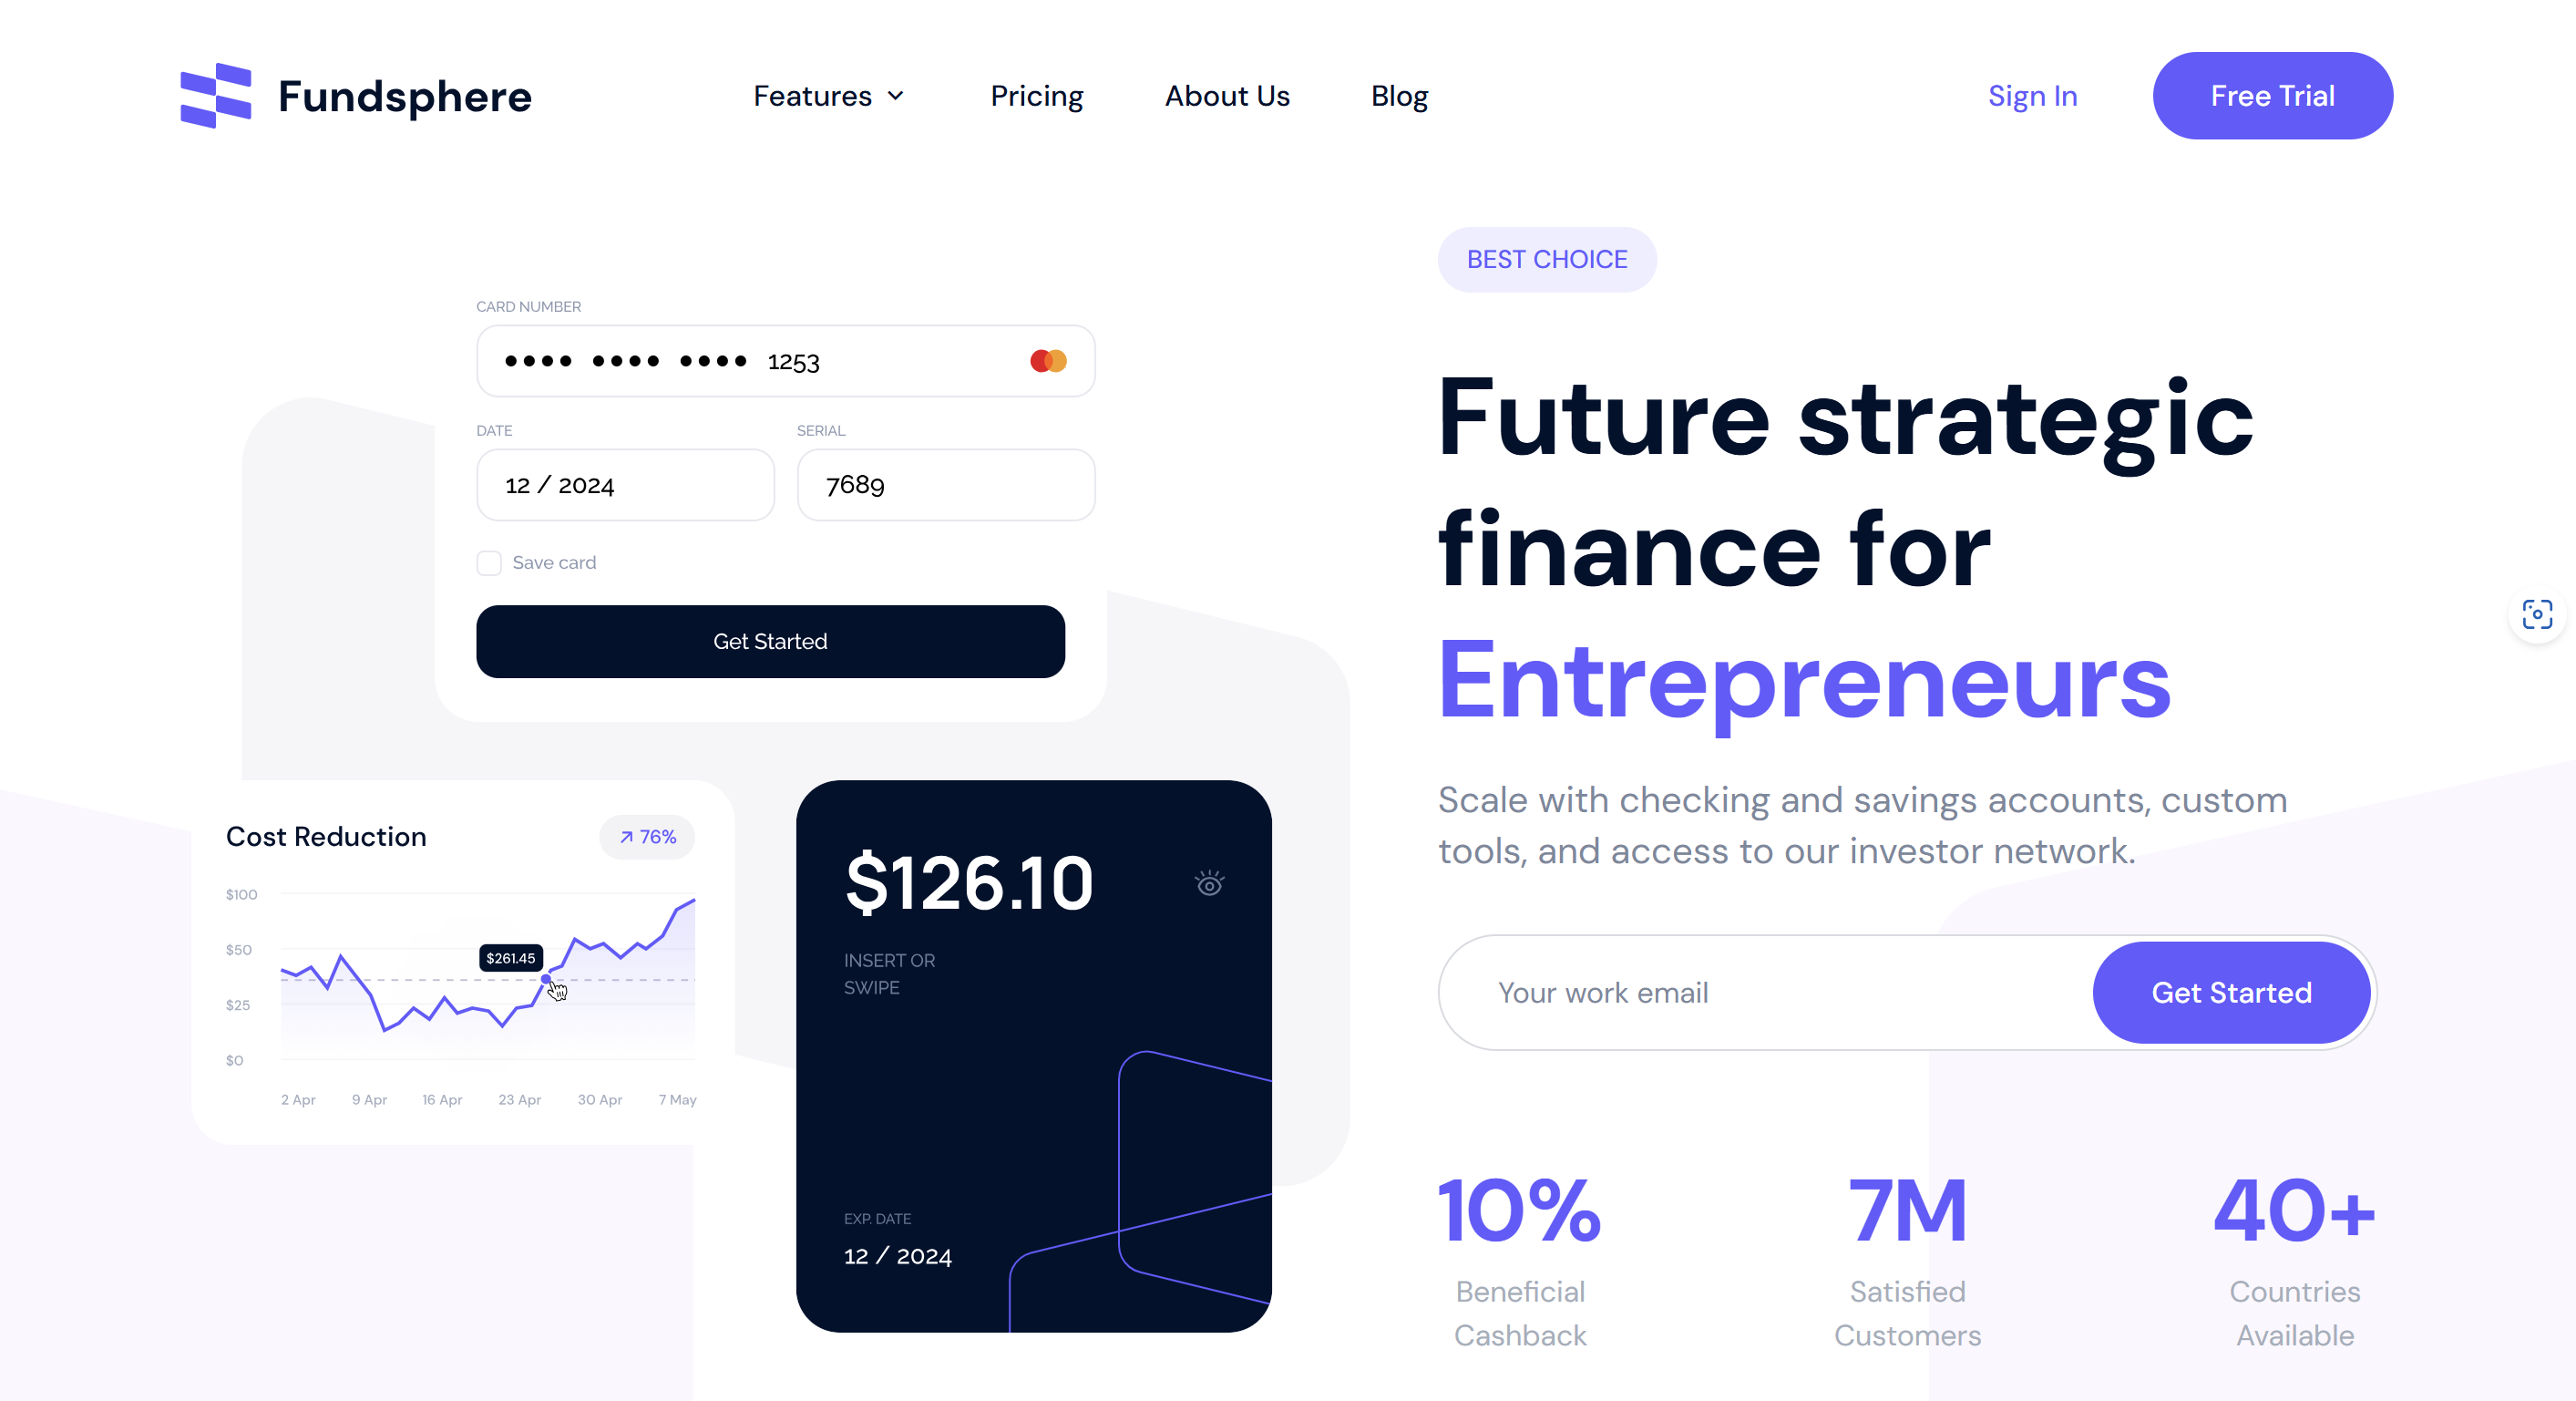 Fundsphere
Features
Pricing
About Us
Blog
Sign In
Free Trial
CARD NUMBER
•••• •••• •••• 1253
DATE
SERIAL
12 / 2024
7689
Save card
Get Started
Cost Reduction
76%
$100
$50
$25
$0
$261.45
2 Apr
9 Apr
16 Apr
23 Apr
30 Apr
7 May
$126.10
INSERT OR
SWIPE
EXP. DATE
12 / 2024
BEST CHOICE
Future strategic
finance for
Entrepreneurs
Scale with checking and savings accounts, custom
tools, and access to our investor network.
Your work email
Get Started
10%
Beneficial
Cashback
7M
Satisfied
Customers
40+
Countries
Available